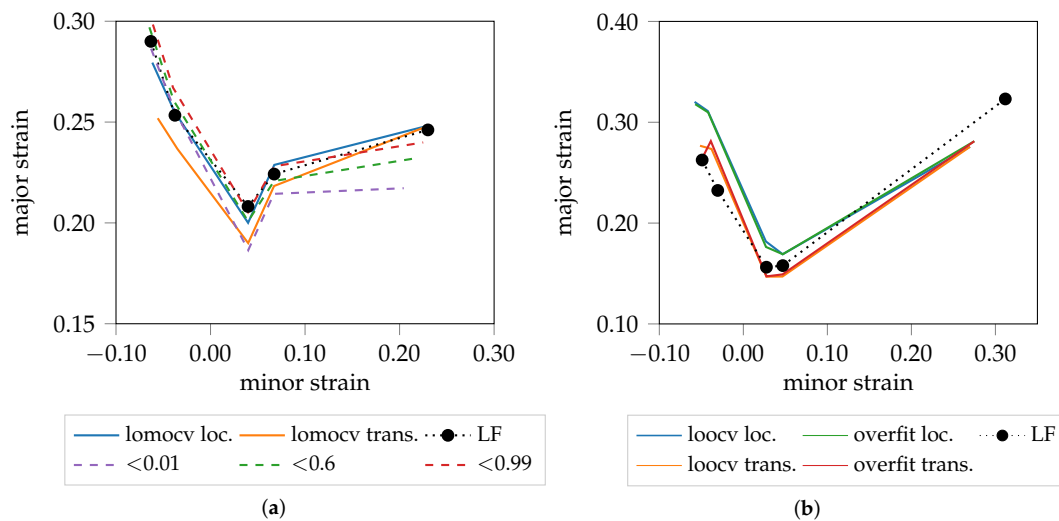 0.30
0.25
0.20
0.15
major strain
−0.10
0.00
0.10
0.20
0.30
minor strain
lomocv loc.
lomocv trans.
LF
<0.01
<0.6
<0.99
(a)
0.40
0.30
0.20
0.10
major strain
−0.10
0.00
0.10
0.20
0.30
minor strain
loocv loc.
overfit loc.
LF
loocv trans.
overfit trans.
(b)